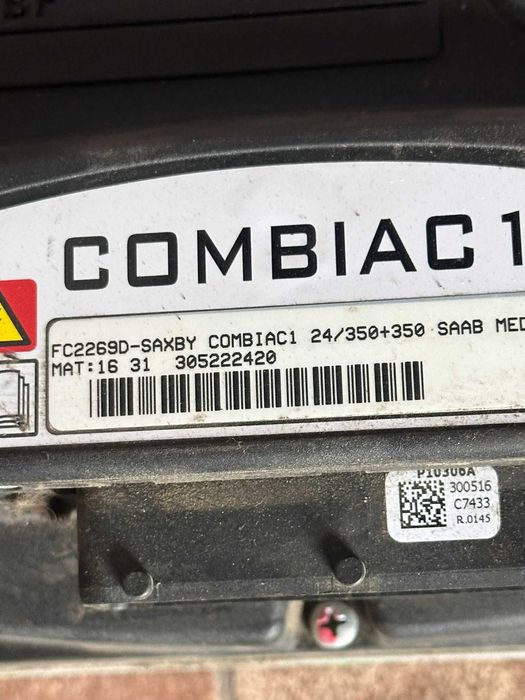 COMBIAC1
FC2269D-SAXBY COMBIAC1 24/350+350 SAAB MED
MAT:16 31 305222420
P10306A
300516
C7433
R.0145